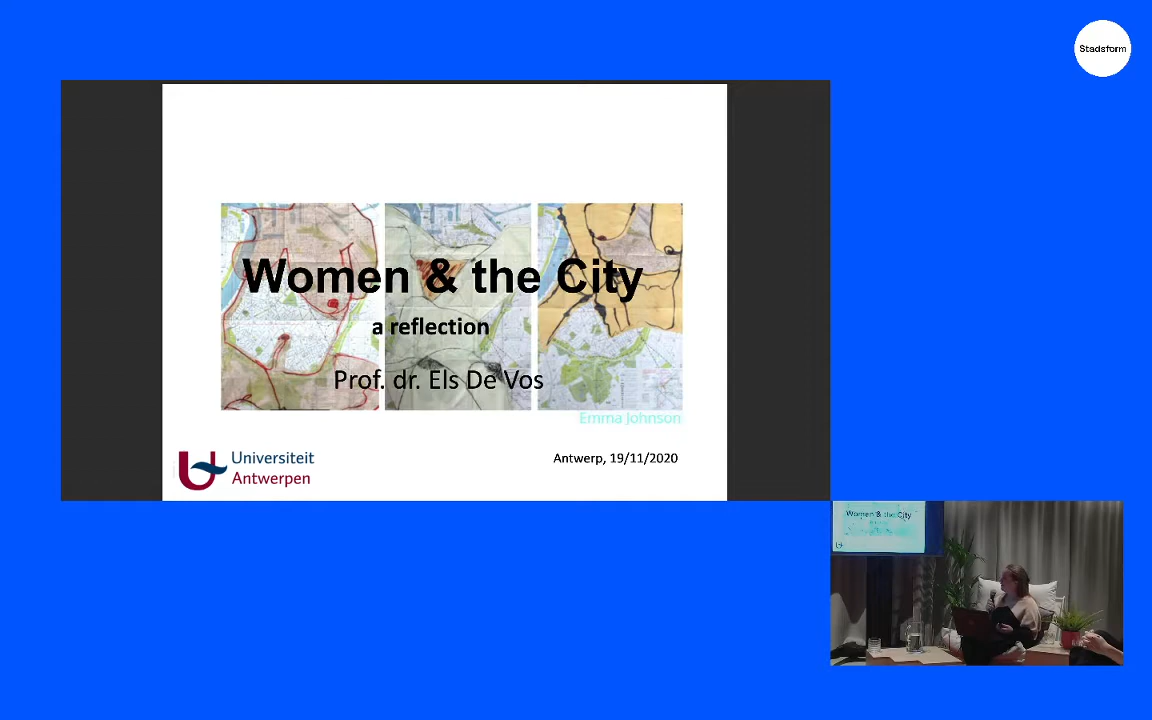 Stadsform
Women & the City
a reflection
Prof. dr. Els De Vos
Emma Johnson
Universiteit
Antwerpen
Antwerp, 19/11/2020
Women & the City